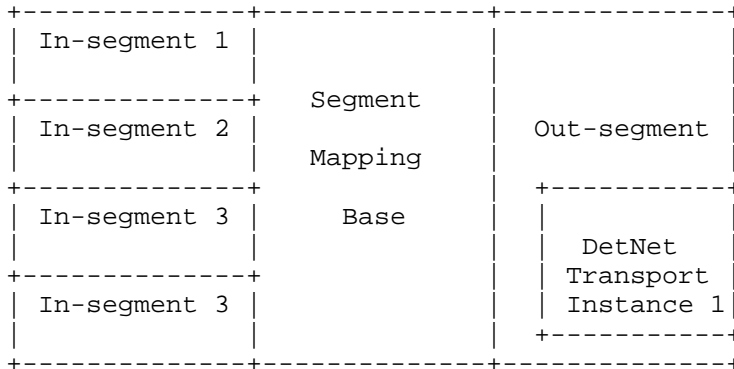 In-segment 1
Segment
In-segment 2
Out-segment
Mapping
In-segment 3
Base
DetNet
Transport
In-segment 3
Instance 1